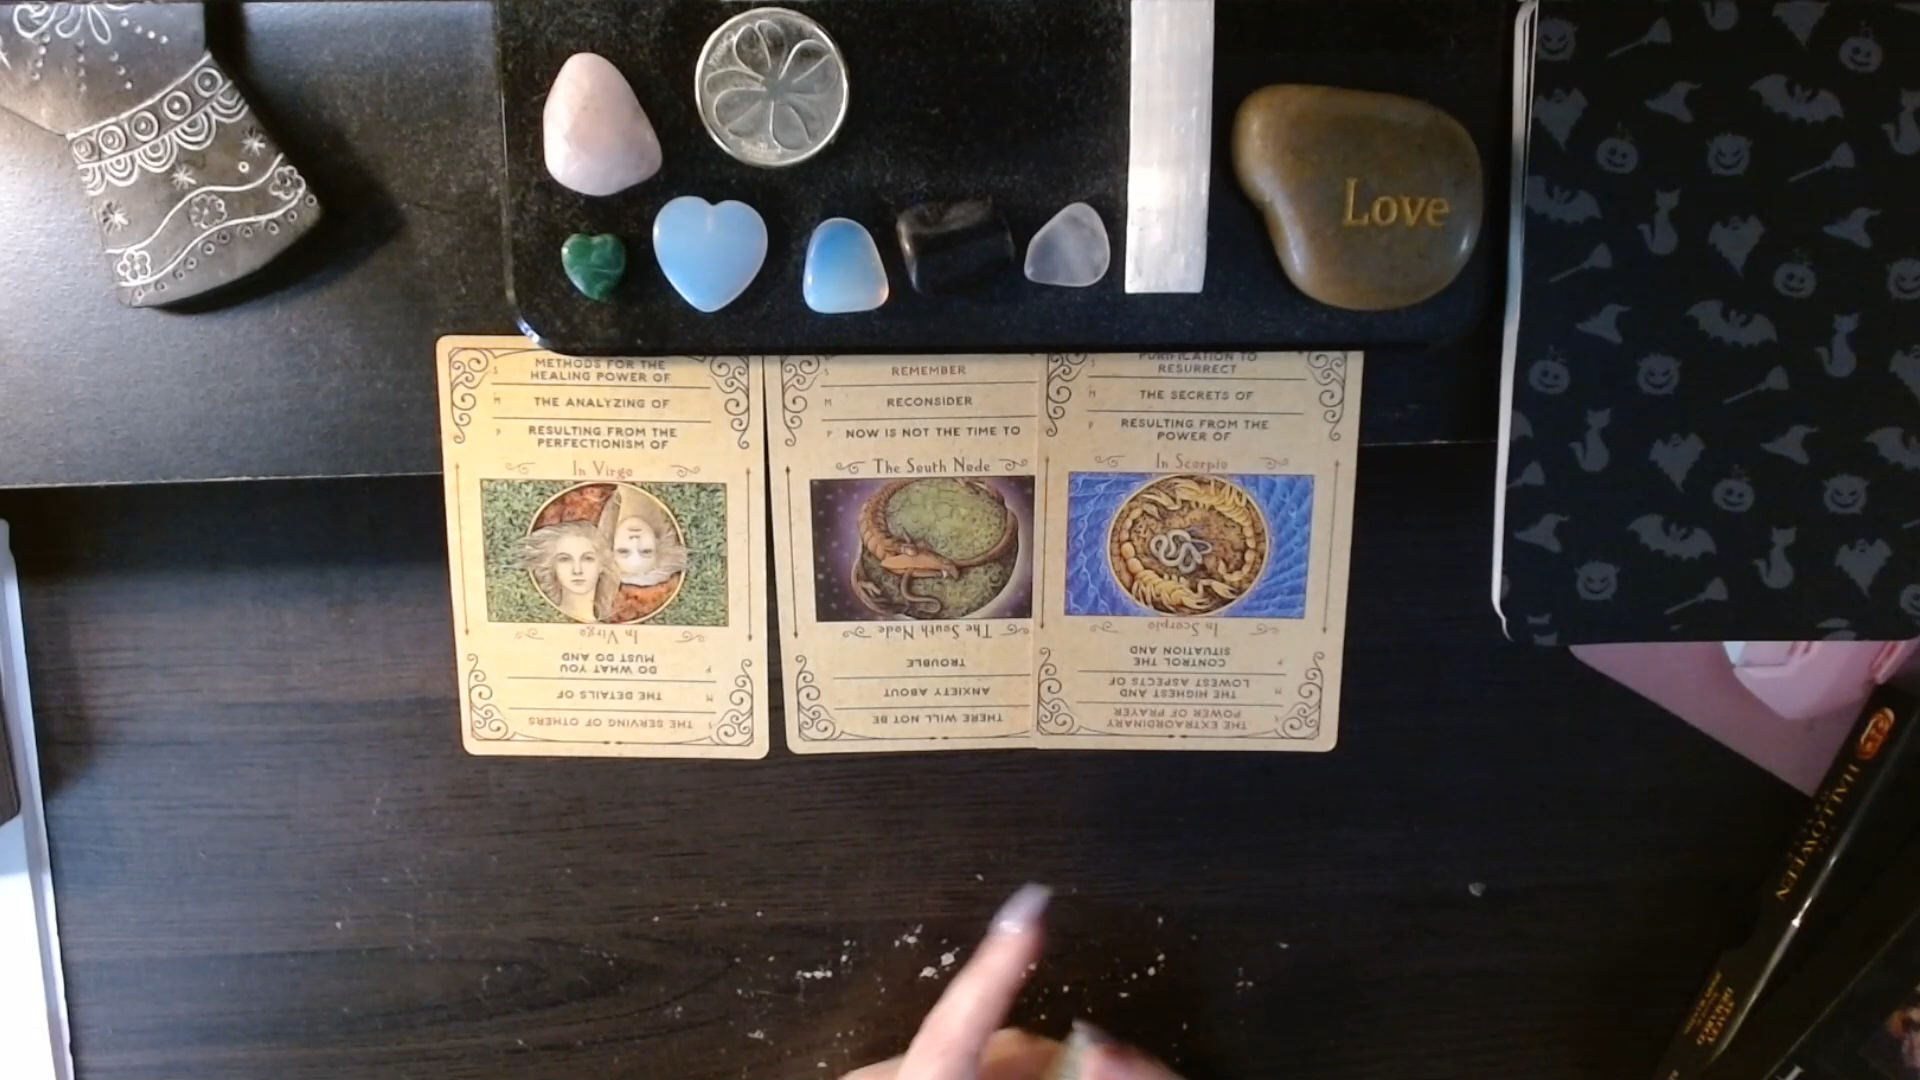 Love
METHODS FOR THE
HEALING POWER OF
M THE ANALYZING OF
P RESULTING FROM THE
PERFECTIONISM OF
In Virgo
In Virgo
P DO WHAT YOU
MUST DO AND
M THE DETAILS OF
S THE SERVING OF OTHERS
S REMEMBER
M RECONSIDER
P NOW IS NOT THE TIME TO
The South Node
The South Node
TROUBLE
ANXIETY ABOUT
THERE WILL NOT BE
S PURIFICATION TO
RESURRECT
M THE SECRETS OF
P RESULTING FROM THE
POWER OF
In Scorpio
In Scorpio
P CONTROL THE
SITUATION AND
M THE HIGHEST AND
LOWEST ASPECTS OF
S THE EXTRAORDINARY
POWER OF PRAYER
HALLOWEEN